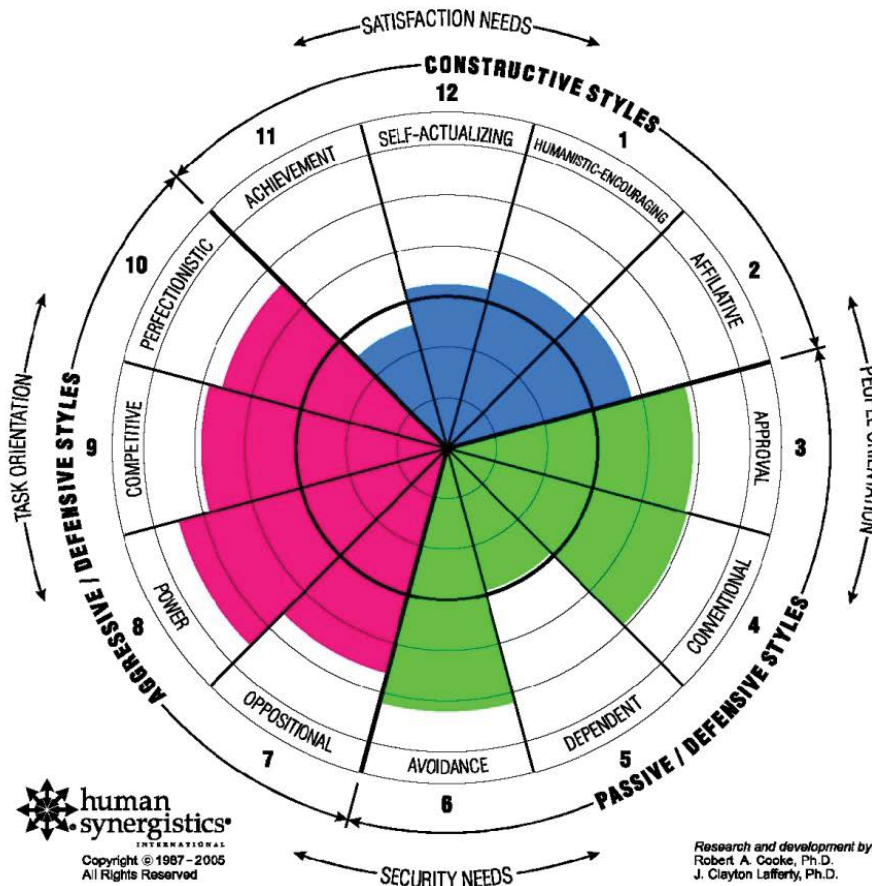 SATISFACTION NEEDS
CONSTRUCTIVE STYLES
12
11
1
SELF-ACTUALIZING
ACHIEVEMENT
HUMANISTIC-ENCOURAGING
10
2
PERFECTIONISTIC
AFFILIATIVE
TASK ORIENTATION
PEOPLE ORIENTATION
9
COMPETITIVE
APPROVAL
3
AGGRESSIVE / DEFENSIVE STYLES
8
POWER
CONVENTIONAL
4
OPPOSITIONAL
DEPENDENT
7
AVOIDANCE
5
PASSIVE / DEFENSIVE STYLES
6
human
synergistics
INTERNATIONAL
Copyright © 1987–2005
All Rights Reserved
SECURITY NEEDS
Research and development by
Robert A. Cooke, Ph.D.
J. Clayton Lafferty, Ph.D.